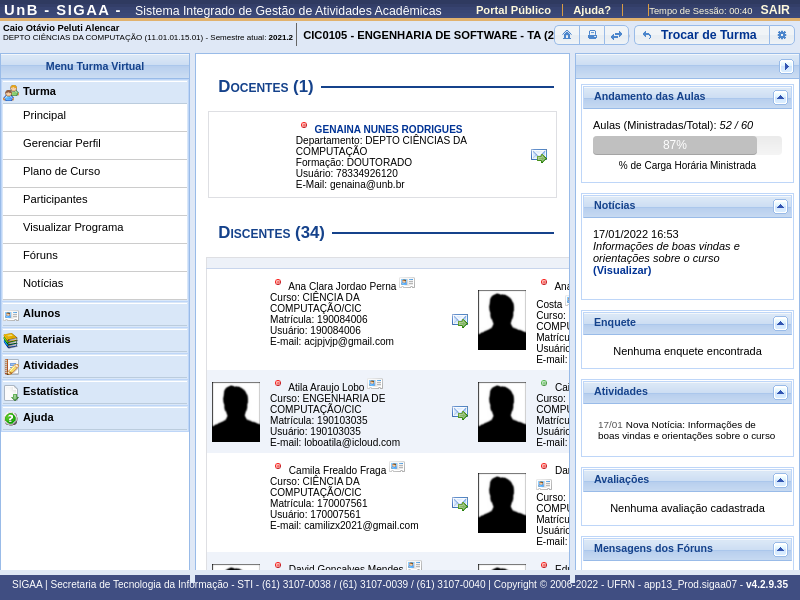 UnB - SIGAA - Sistema Integrado de Gestão de Atividades Acadêmicas Portal Público Ajuda? Tempo de Sessão: 00:40 SAIR
Caio Otávio Peluti Alencar
DEPTO CIÊNCIAS DA COMPUTAÇÃO (11.01.01.15.01) - Semestre atual: 2021.2
CIC0105 - ENGENHARIA DE SOFTWARE - TA (2
Trocar de Turma
Menu Turma Virtual
Turma
Principal
Gerenciar Perfil
Plano de Curso
Participantes
Visualizar Programa
Fóruns
Notícias
Alunos
Materiais
Atividades
Estatística
Ajuda
Docentes (1)
GEANINA NUNES RODRIGUES
Departamento: DEPTO CIÊNCIAS DA
COMPUTAÇÃO
Formação: DOUTORADO
Usuário: 78334926120
E-Mail: genaina@unb.br
Discentes (34)
Ana Clara Jordao Perna
Curso: CIÊNCIA DA
COMPUTAÇÃO/CIC
Matrícula: 190084006
Usuário: 190084006
E-mail: acjpjvjp@gmail.com
Ana
Costa
Curso:
COMPU
Matrícu
Usuário
E-mail:
Atila Araujo Lobo
Curso: ENGENHARIA DE
COMPUTAÇÃO/CIC
Matrícula: 190103035
Usuário: 190103035
E-mail: loboatila@icloud.com
Cai
Curso:
COMPU
Matrícu
Usuário
E-mail:
Camila Frealdo Fraga
Curso: CIÊNCIA DA
COMPUTAÇÃO/CIC
Matrícula: 170007561
Usuário: 170007561
E-mail: camilizx2021@gmail.com
Dan
Curso:
COMPU
Matrícu
Usuário
E-mail:
David Gonçalves Mendes
Edu
Andamento das Aulas
Aulas (Ministradas/Total): 52 / 60
87%
% de Carga Horária Ministrada
Notícias
17/01/2022 16:53
Informações de boas vindas e
orientações sobre o curso
(Visualizar)
Enquete
Nenhuma enquete encontrada
Atividades
17/01 Nova Notícia: Informações de
boas vindas e orientações sobre o curso
Avaliações
Nenhuma avaliação cadastrada
Mensagens dos Fóruns
SIGAA | Secretaria de Tecnologia da Informação - STI - (61) 3107-0038 / (61) 3107-0039 / (61) 3107-0040 | Copyright © 2006-2022 - UFRN - app13_Prod.sigaa07 - v4.2.9.35